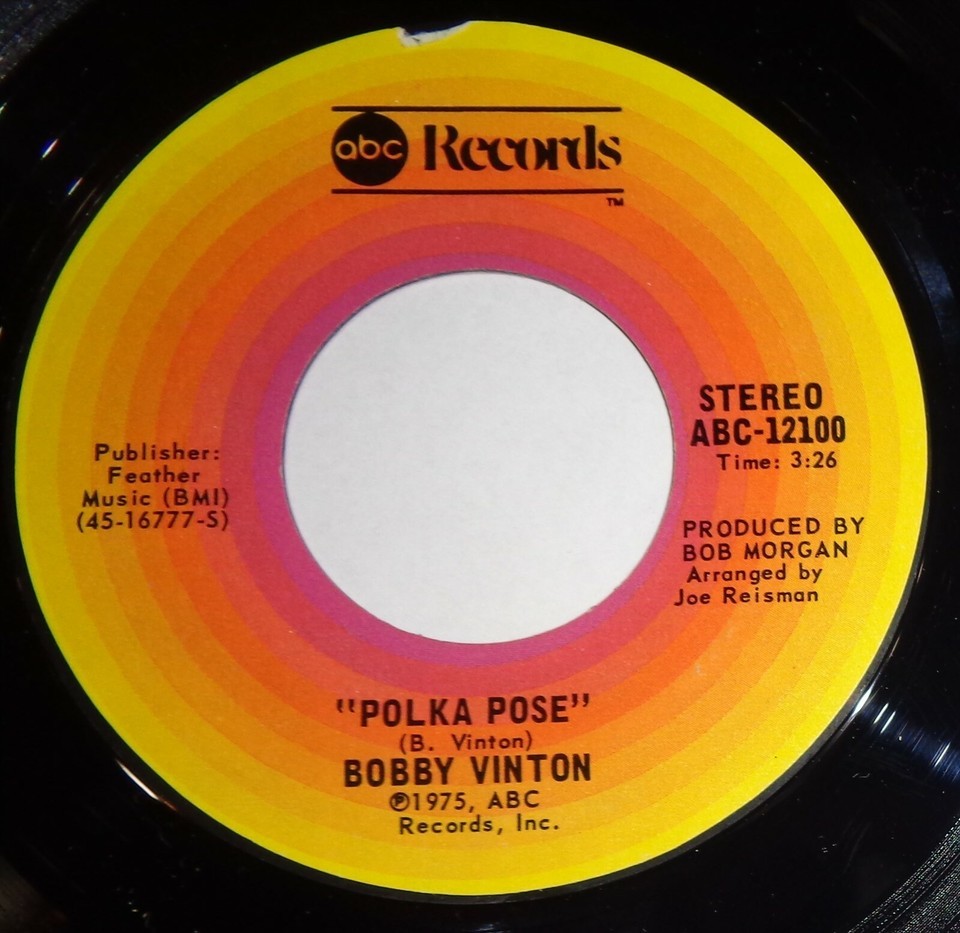 abc Records
TM
STEREO
ABC-12100
Time: 3:26
Publisher:
Feather
Music (BMI)
(45-16777-S)
PRODUCED BY
BOB MORGAN
Arranged by
Joe Reisman
"POLKA POSE"
(B. Vinton)
BOBBY VINTON
℗1975, ABC
Records, Inc.